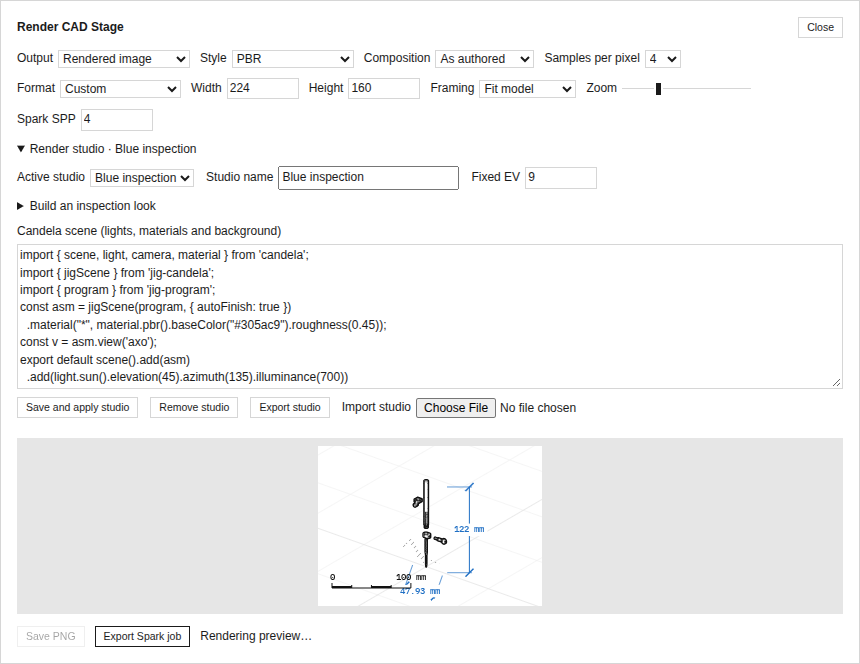 Render CAD Stage Close
Output Rendered image Style PBR Composition As authored Samples per pixel 4
Format Custom Width 224 Height 160 Framing Fit model Zoom
Spark SPP 4
Render studio · Blue inspection
Active studio Blue inspection Studio name Blue inspection Fixed EV 9
Build an inspection look
Candela scene (lights, materials and background)
import { scene, light, camera, material } from 'candela';
import { jigScene } from 'jig-candela';
import { program } from 'jig-program';
const asm = jigScene(program, { autoFinish: true })
.material("*", material.pbr().baseColor("#305ac9").roughness(0.45));
const v = asm.view('axo');
export default scene().add(asm)
.add(light.sun().elevation(45).azimuth(135).illuminance(700))
Save and apply studio Remove studio Export studio Import studio Choose File No file chosen
122 mm
0 100 mm
47.93 mm
Save PNG Export Spark job Rendering preview…